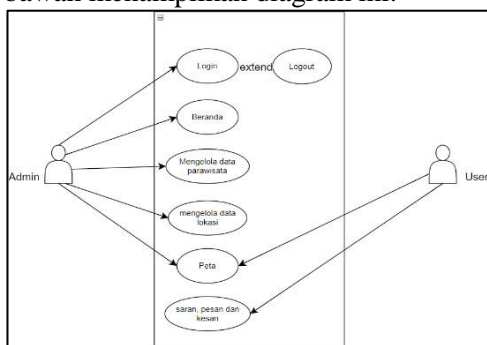 bawah menampilkan diagram ini:
Login extend Logout
Beranda
Mengelola data
parawisata
Admin
User
mengelola data
lokasi
Peta
saran, pesan dan
kesan